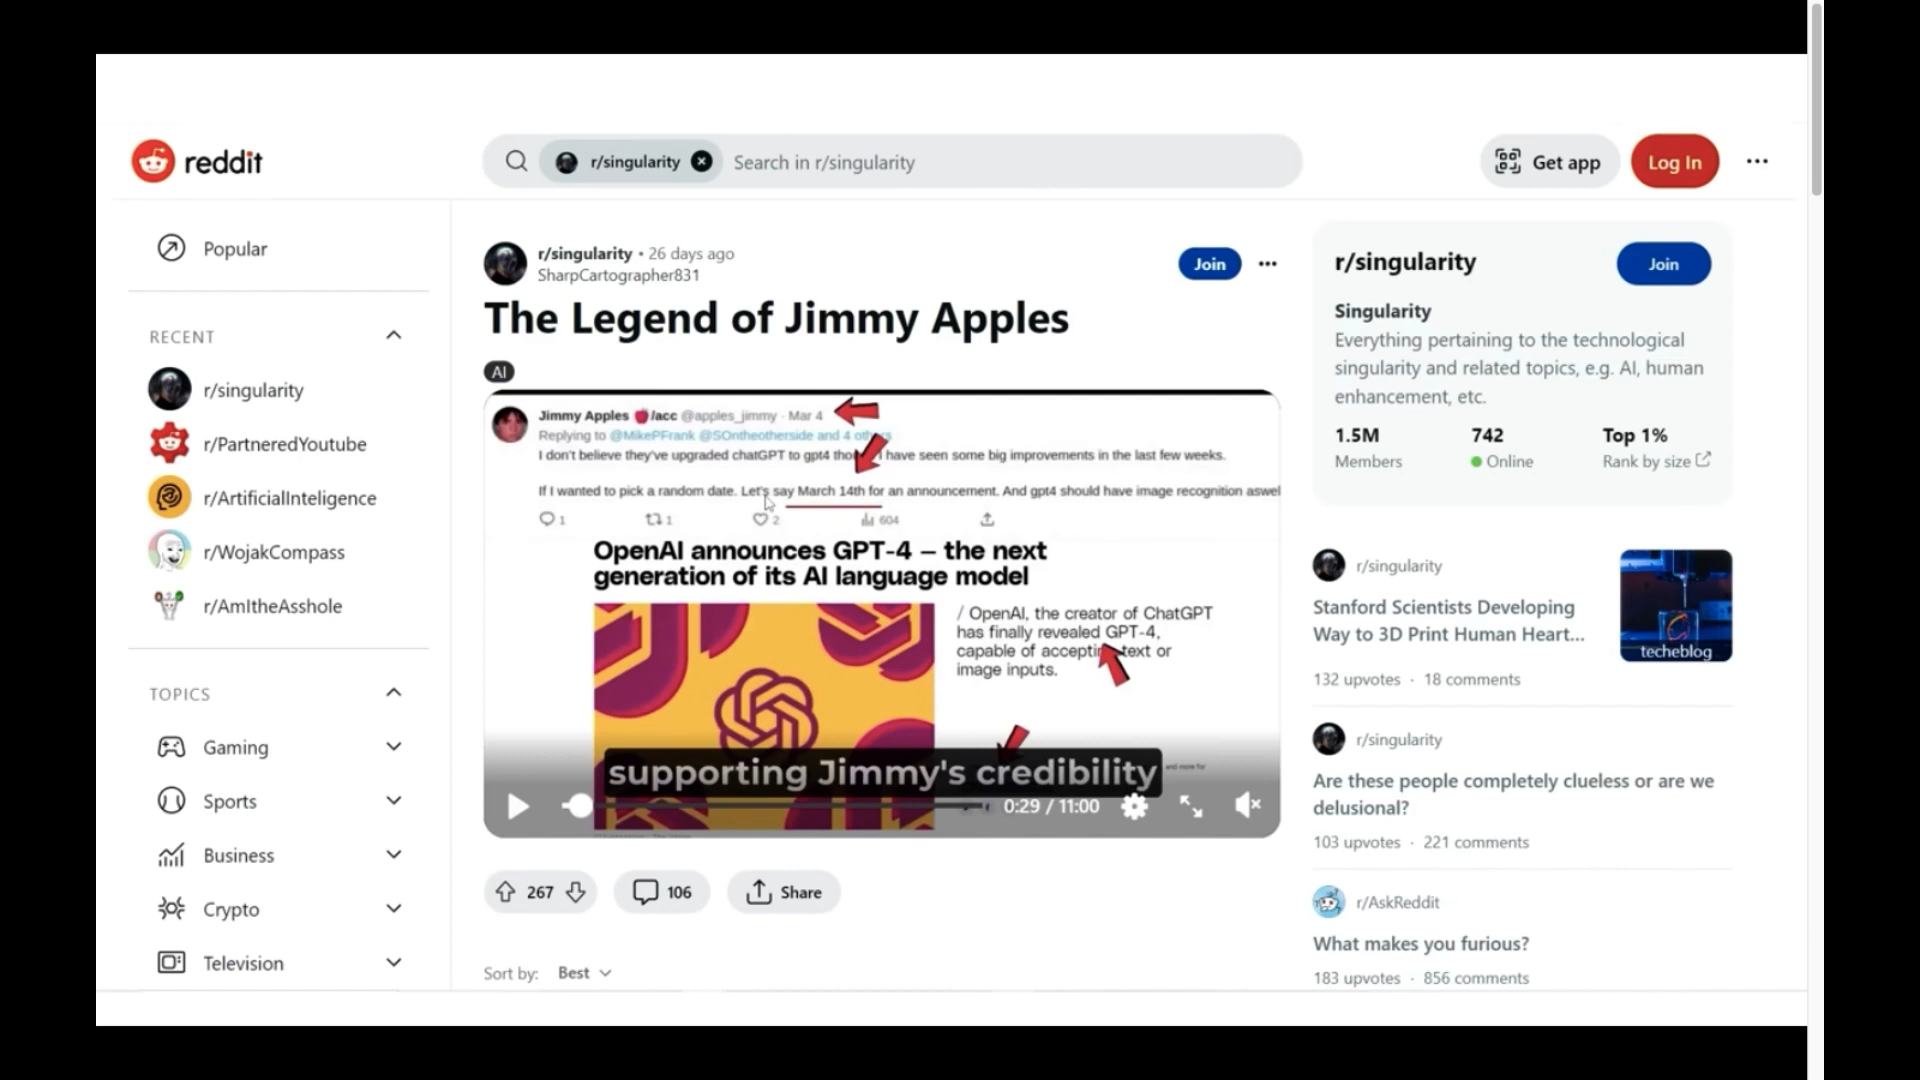 reddit
r/singularity
Search in r/singularity
Get app
Log In
Popular
RECENT
r/singularity
r/PartneredYoutube
r/ArtificialInteligence
r/WojakCompass
r/AmItheAsshole
TOPICS
Gaming
Sports
Business
Crypto
Television
r/singularity • 26 days ago
SharpCartographer831
Join
The Legend of Jimmy Apples
AI
Jimmy Apples /acc @apples_jimmy · Mar 4
Replying to @MikePFrank @SOntheotherside and 4 others
I don't believe they've upgraded chatGPT to gpt4 though I have seen some big improvements in the last few weeks.
If I wanted to pick a random date. Let's say March 14th for an announcement. And gpt4 should have image recognition aswel
1 1 2 604
OpenAI announces GPT-4 — the next
generation of its AI language model
/ OpenAI, the creator of ChatGPT
has finally revealed GPT-4,
capable of accepting text or
image inputs.
and more for
supporting Jimmy's credibility
0:29 / 11:00
267
106
Share
Sort by: Best
r/singularity
Join
Singularity
Everything pertaining to the technological
singularity and related topics, e.g. AI, human
enhancement, etc.
1.5M 742 Top 1%
Members Online Rank by size
r/singularity
Stanford Scientists Developing
Way to 3D Print Human Heart...
techeblog
132 upvotes · 18 comments
r/singularity
Are these people completely clueless or are we
delusional?
103 upvotes · 221 comments
r/AskReddit
What makes you furious?
183 upvotes · 856 comments